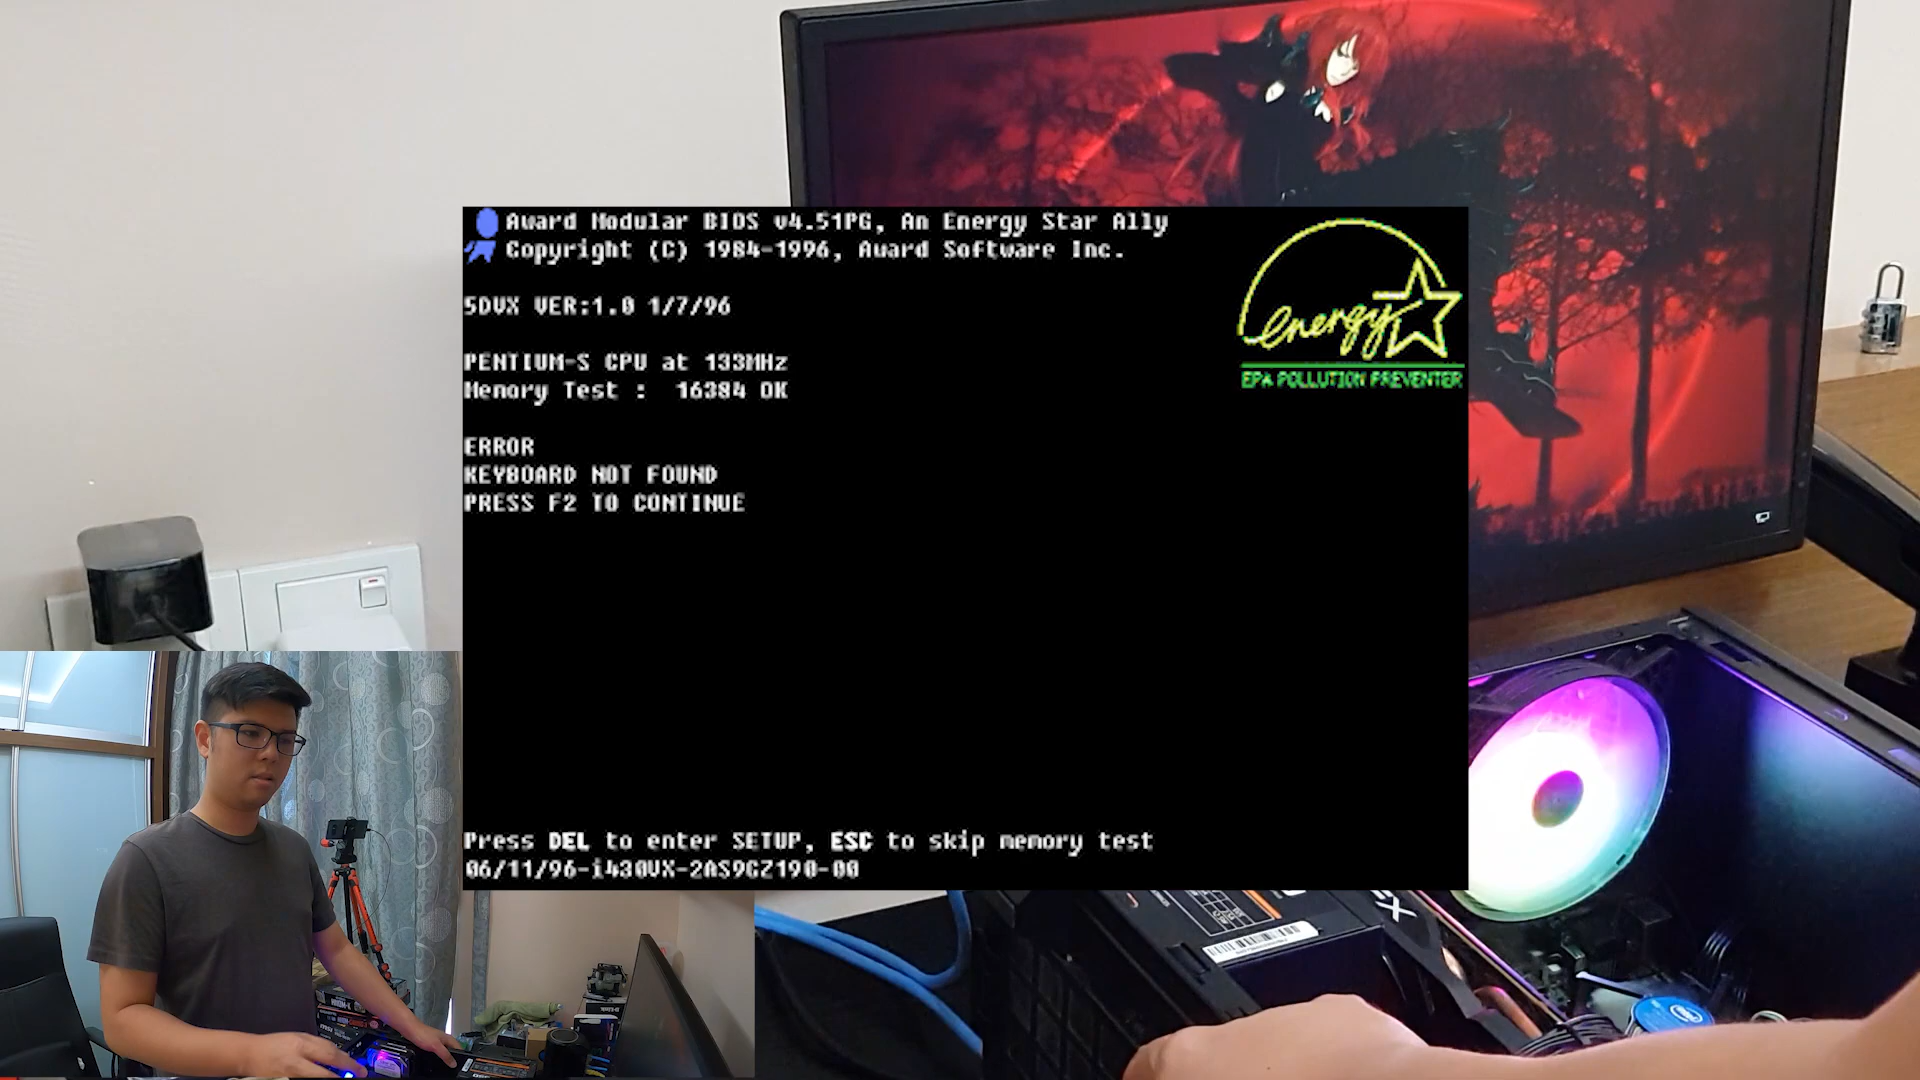 Award Modular BIOS v4.51PG, An Energy Star Ally
Copyright (C) 1984-1996, Award Software Inc.
energy
EPA POLLUTION PREVENTER
5DVX VER:1.0 1/7/96
PENTIUM-S CPU at 133MHz
Memory Test :  16384 OK
ERROR
KEYBOARD NOT FOUND
PRESS F2 TO CONTINUE
Press DEL to enter SETUP, ESC to skip memory test
06/11/96-i430VX-2AS9GZ190-00